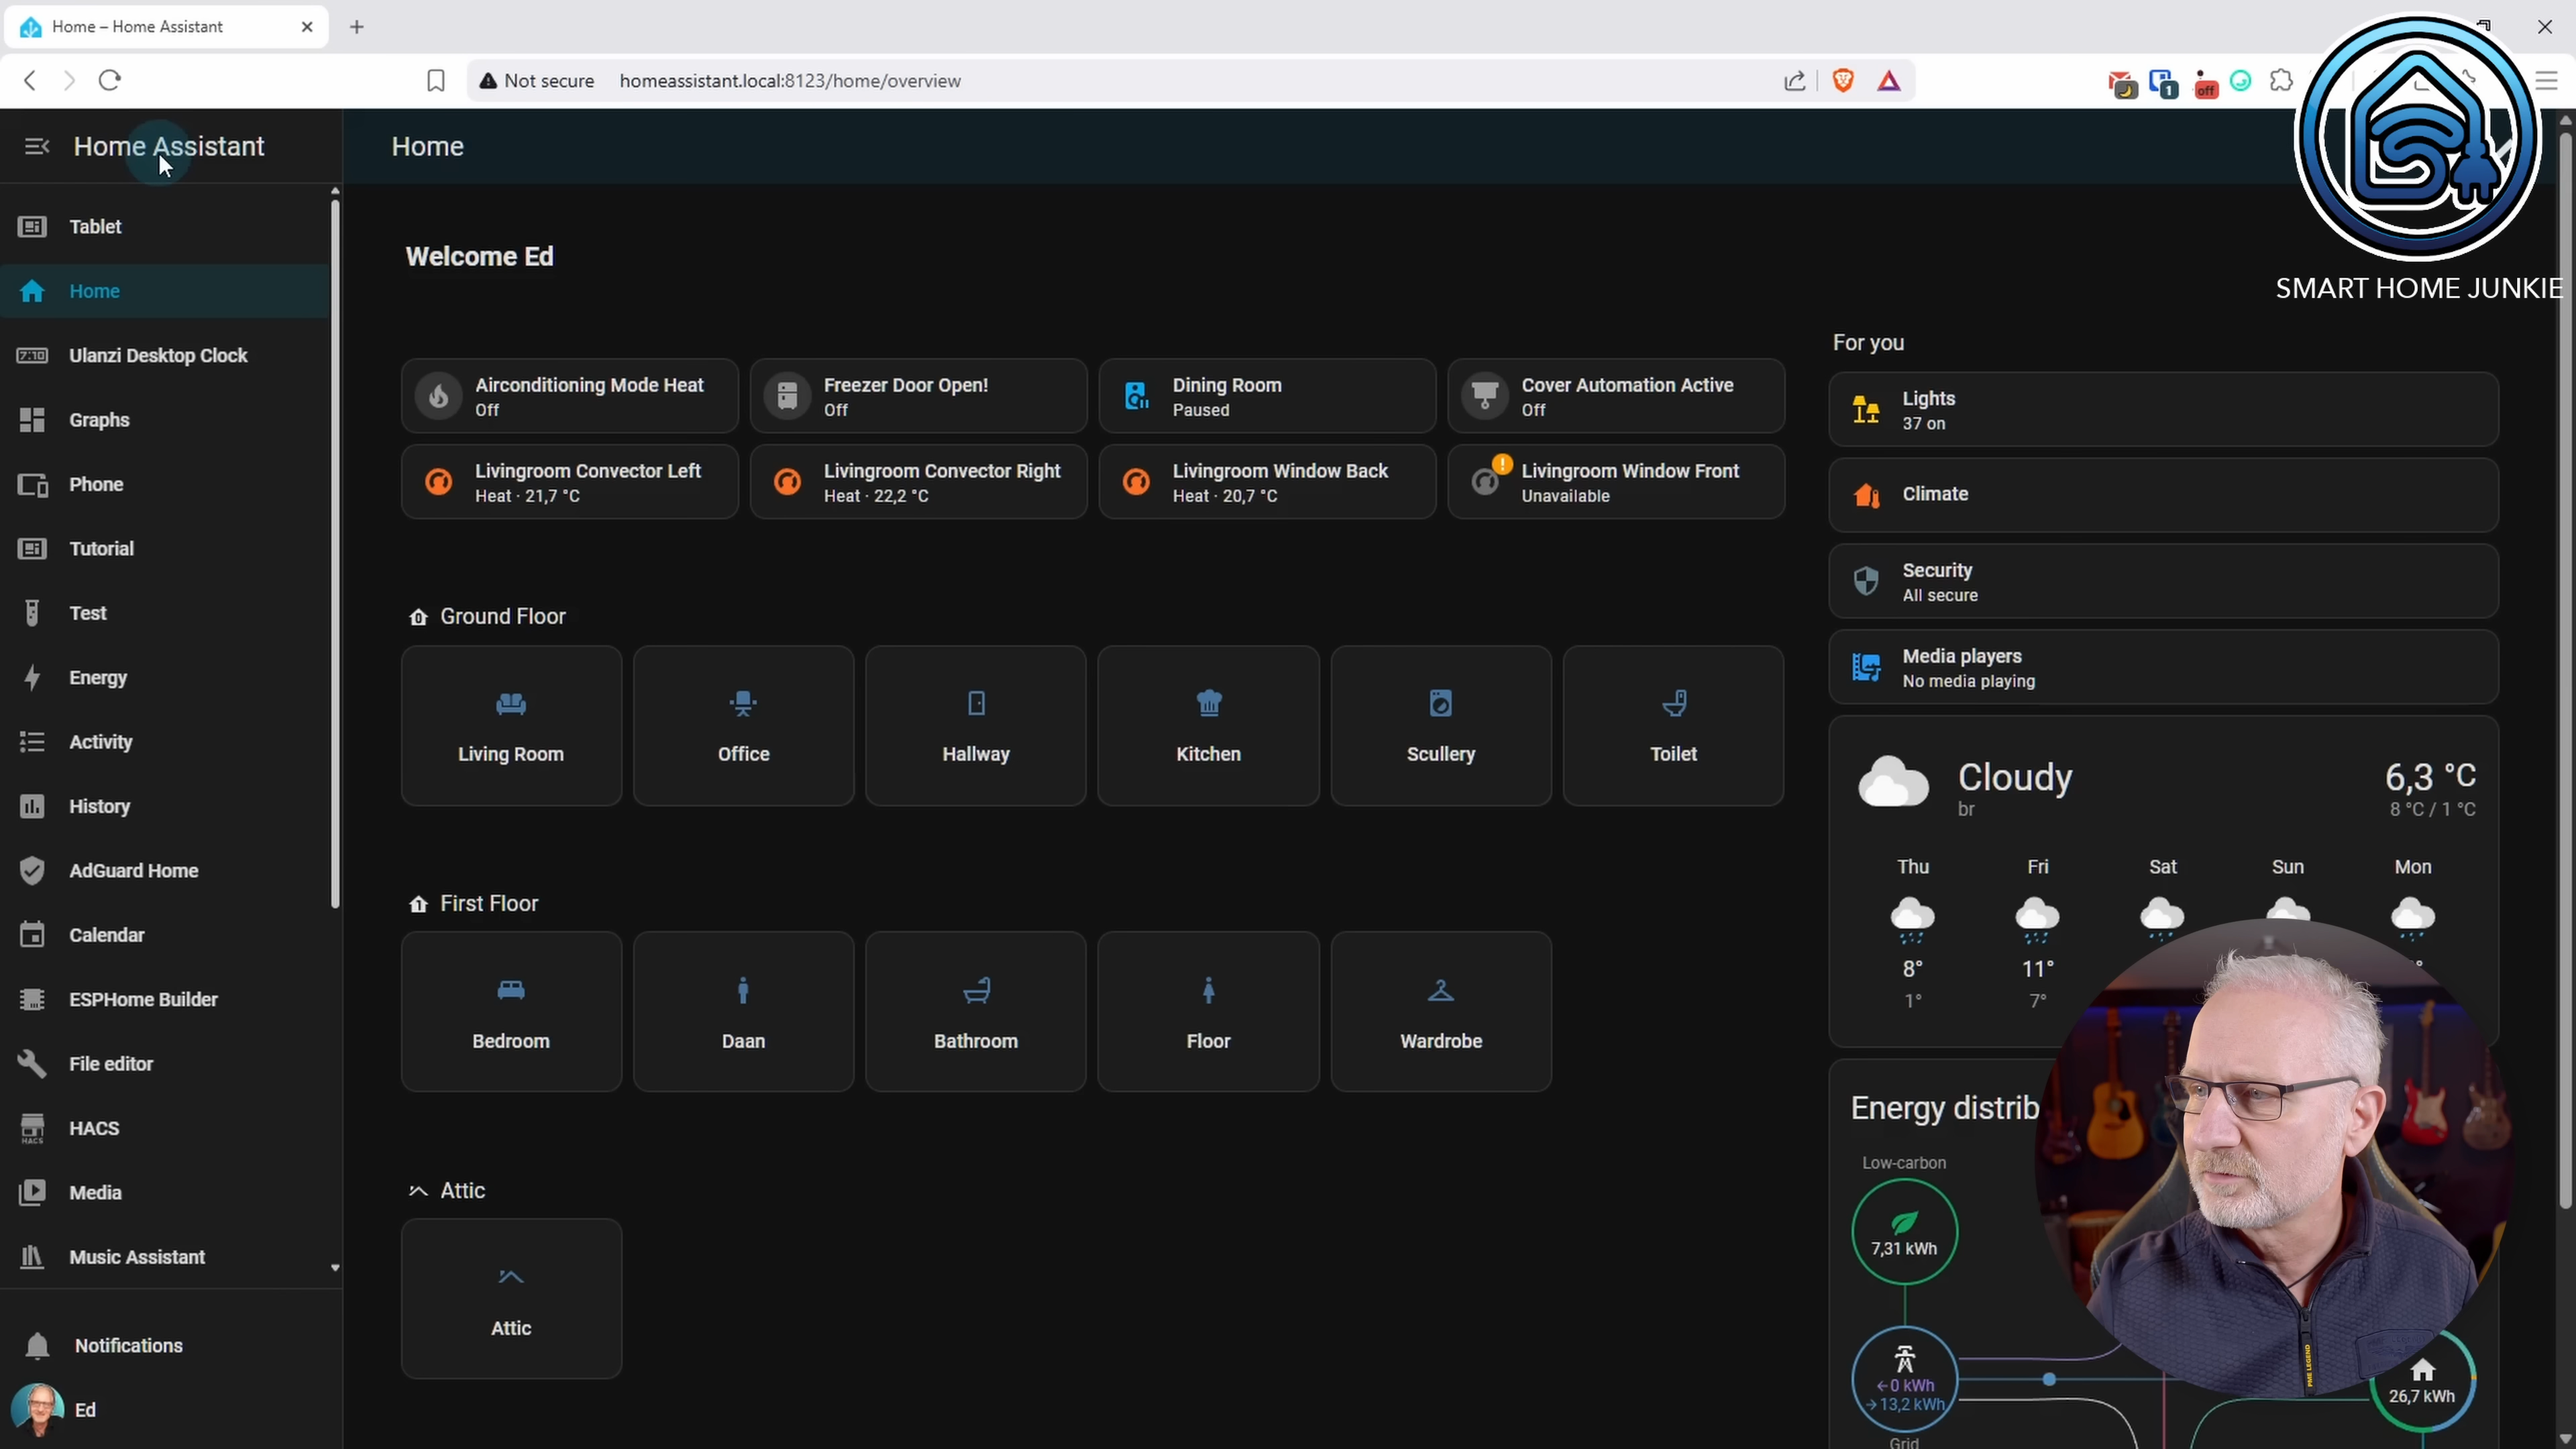 Home – Home Assistant
Not secure
homeassistant.local:8123/home/overview
1
off
SMART HOME JUNKIE
Home Assistant
Tablet
Home
7:10
Ulanzi Desktop Clock
Graphs
Phone
Tutorial
Test
Energy
Activity
History
AdGuard Home
Calendar
ESPHome Builder
File editor
HACS
HACS
Media
Music Assistant
Notifications
Ed
Home
Welcome Ed
Airconditioning Mode Heat
Off
Freezer Door Open!
Off
Dining Room
Paused
Cover Automation Active
Off
Livingroom Convector Left
Heat · 21,7 °C
Livingroom Convector Right
Heat · 22,2 °C
Livingroom Window Back
Heat · 20,7 °C
Livingroom Window Front
Unavailable
Ground Floor
Living Room
Office
Hallway
Kitchen
Scullery
Toilet
First Floor
Bedroom
Daan
Bathroom
Floor
Wardrobe
Attic
Attic
For you
Lights
37 on
Climate
Security
All secure
Media players
No media playing
Cloudy
br
6,3 °C
8 °C / 1 °C
Thu Fri Sat Sun Mon
8° 11°
1° 7°
Energy distrib
Low-carbon
7,31 kWh
←0 kWh
→13,2 kWh
Grid
26,7 kWh
PME LEGEND